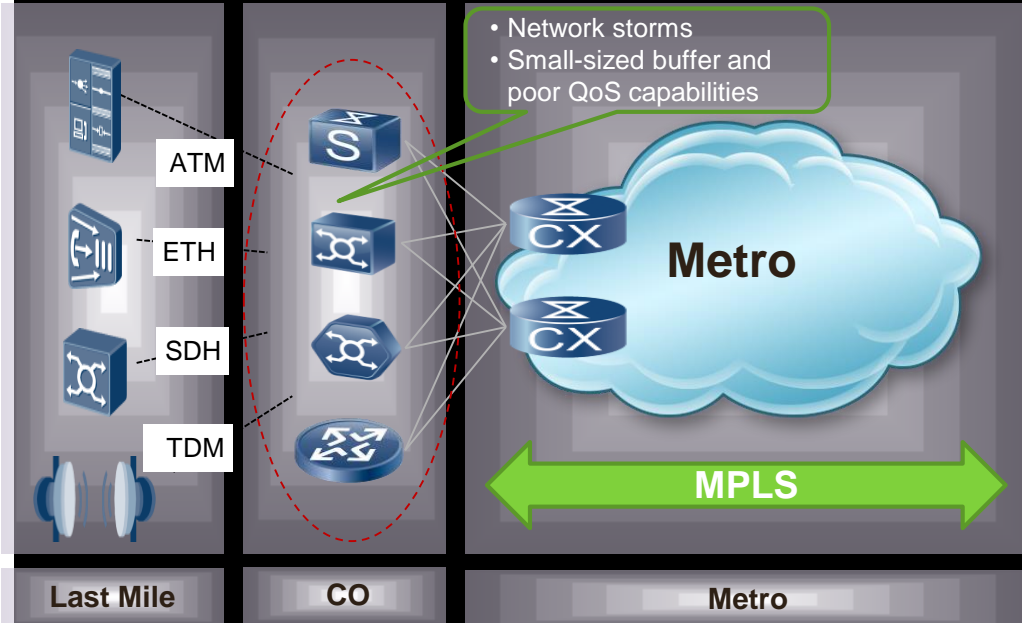 • Network storms
• Small-sized buffer and
poor QoS capabilities
ATM
S
ETH
CX
Metro
SDH
CX
TDM
MPLS
Last Mile
CO
Metro